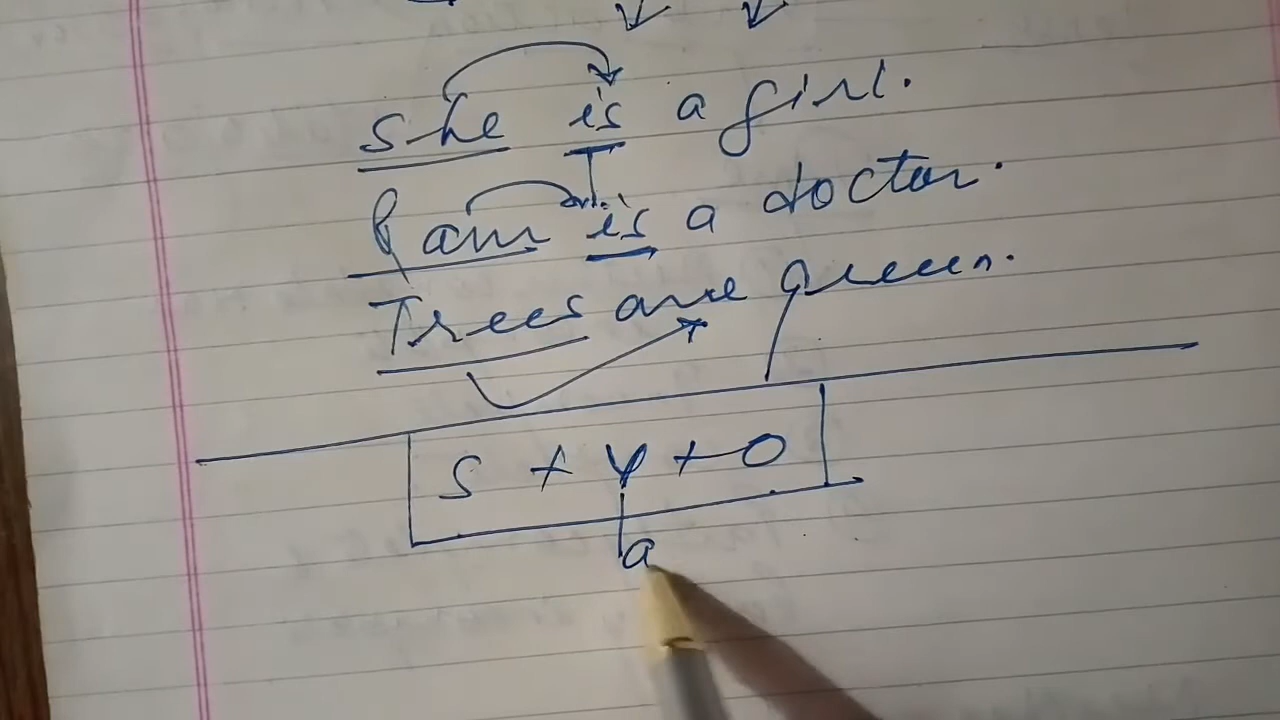 She is a girl.
Ram is a doctor.
Trees are green.
S + V + O
a